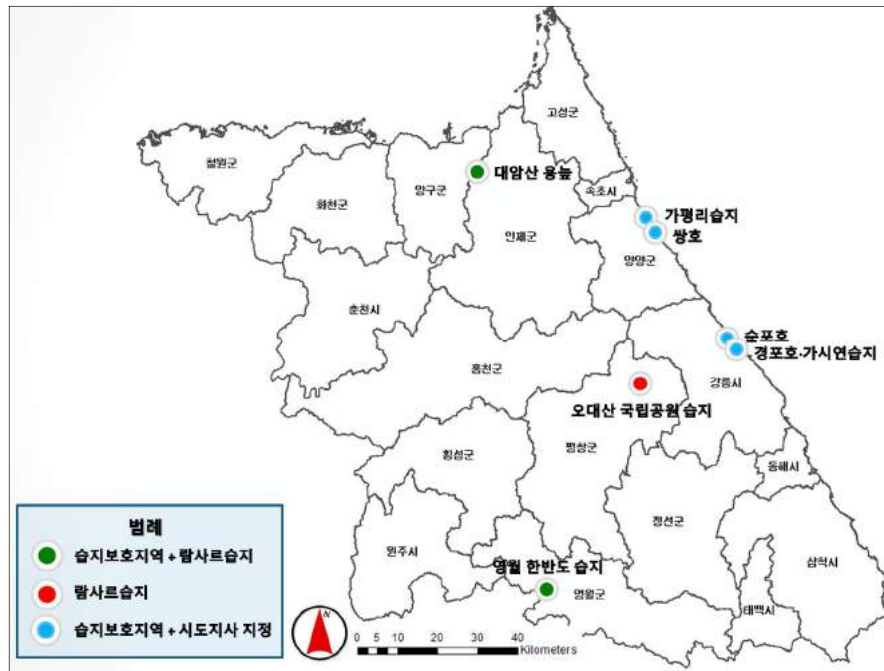 고성군
철원군
대암산 용늪
양구군
속초시
화천군
가평리습지
인제군
쌍호
양양군
춘천시
순포호
경포호·가시연습지
홍천군
강릉시
오대산 국립공원 습지
평창군
횡성군
동해시
정선군
원주시
영월 한반도 습지
삼척시
영월군
태백시
범례
습지보호지역 + 람사르습지
람사르습지
습지보호지역 + 시도지사 지정
N
0 5 10 20 30 40
Kilometers